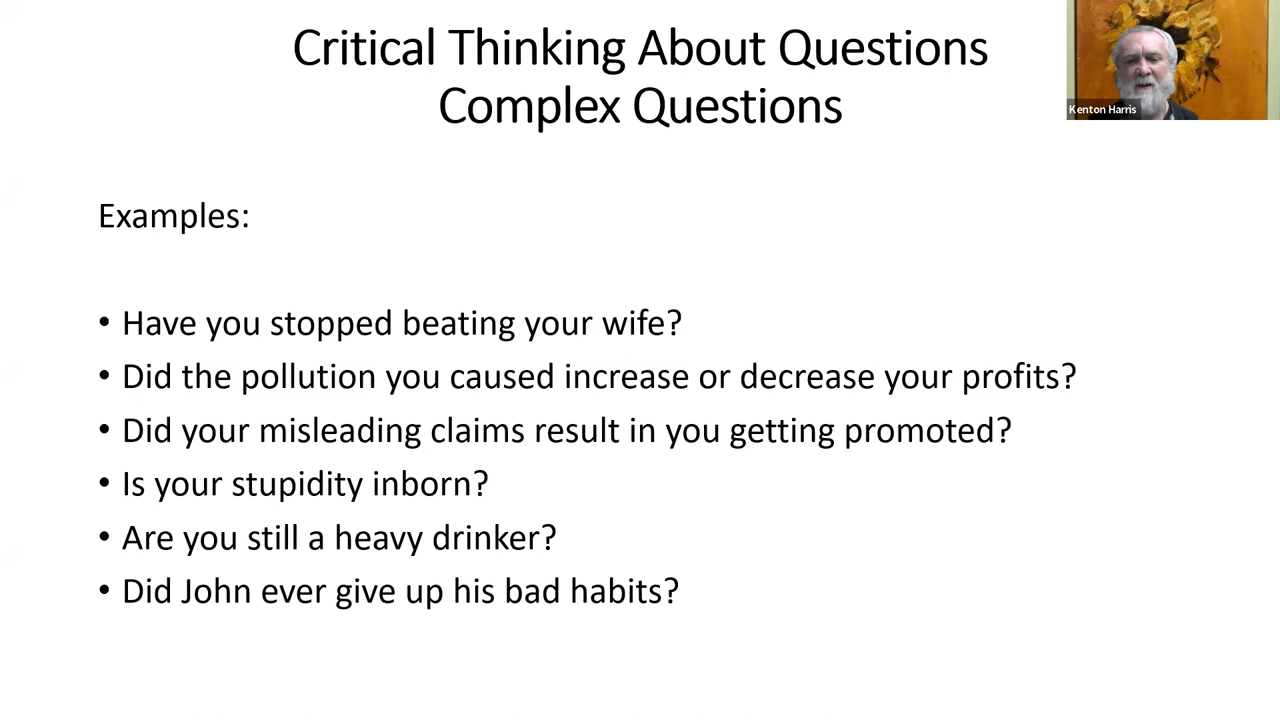 Critical Thinking About Questions
Complex Questions
Kenton Harris
Examples:
• Have you stopped beating your wife?
• Did the pollution you caused increase or decrease your profits?
• Did your misleading claims result in you getting promoted?
• Is your stupidity inborn?
• Are you still a heavy drinker?
• Did John ever give up his bad habits?